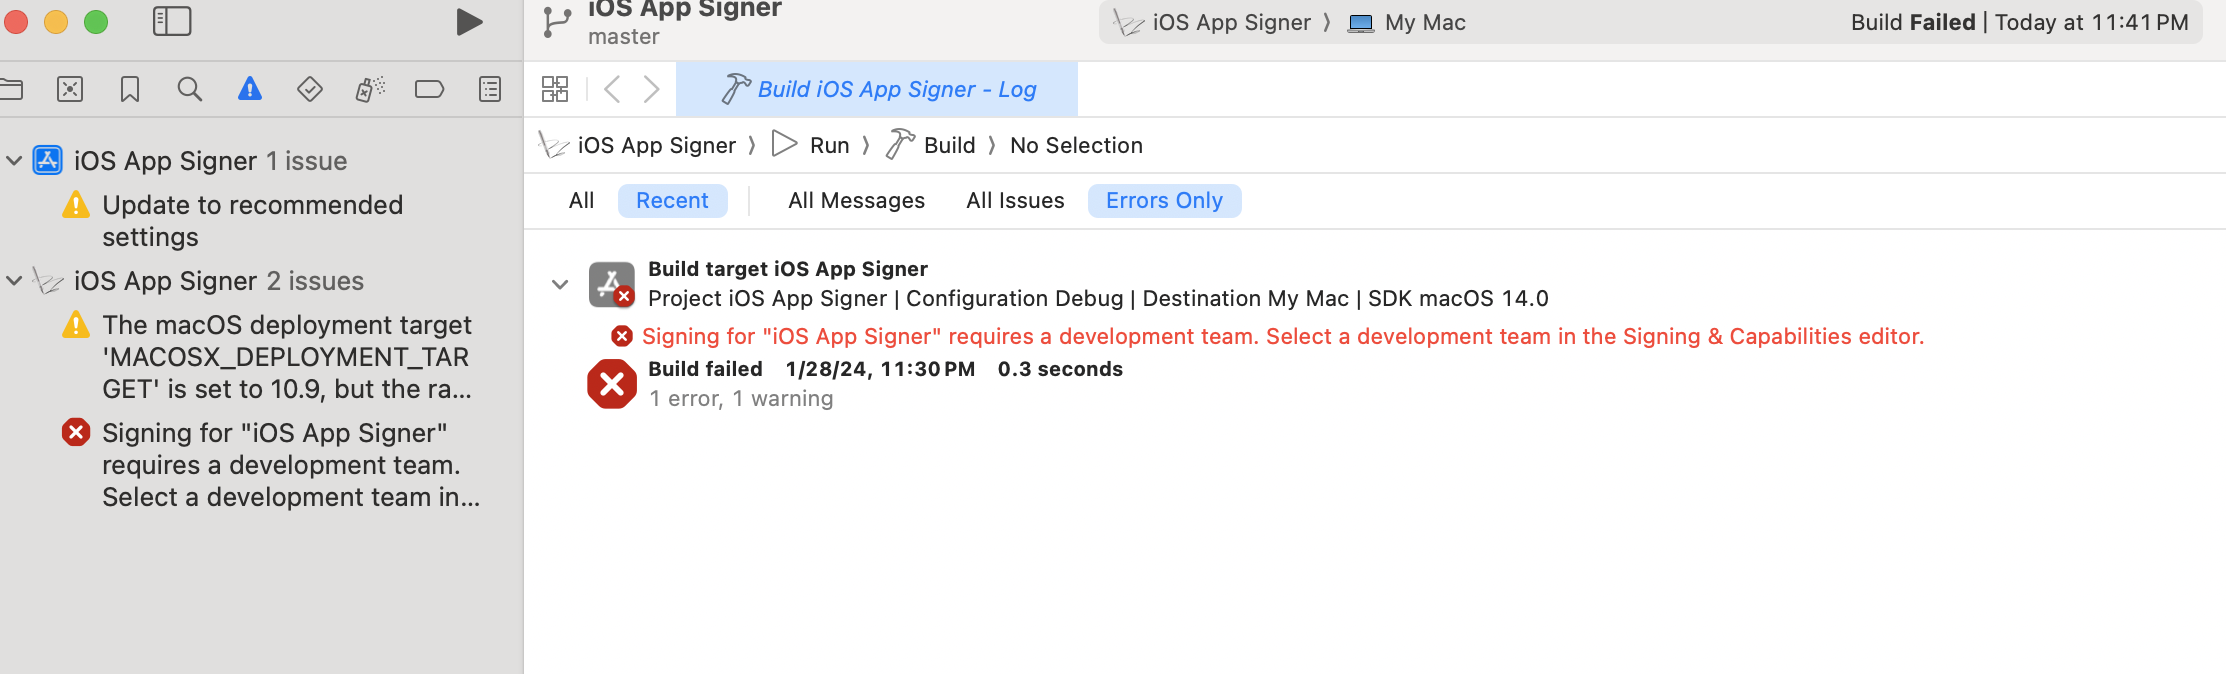 iOS App Signer
master
iOS App Signer 〉 My Mac
Build Failed | Today at 11:41 PM
Build iOS App Signer - Log
iOS App Signer 〉 Run 〉 Build 〉 No Selection
All Recent All Messages All Issues Errors Only
iOS App Signer 1 issue
Update to recommended
settings
iOS App Signer 2 issues
The macOS deployment target
'MACOSX_DEPLOYMENT_TAR
GET' is set to 10.9, but the ra...
Signing for "iOS App Signer"
requires a development team.
Select a development team in...
Build target iOS App Signer
Project iOS App Signer | Configuration Debug | Destination My Mac | SDK macOS 14.0
Signing for "iOS App Signer" requires a development team. Select a development team in the Signing & Capabilities editor.
Build failed 1/28/24, 11:30 PM 0.3 seconds
1 error, 1 warning